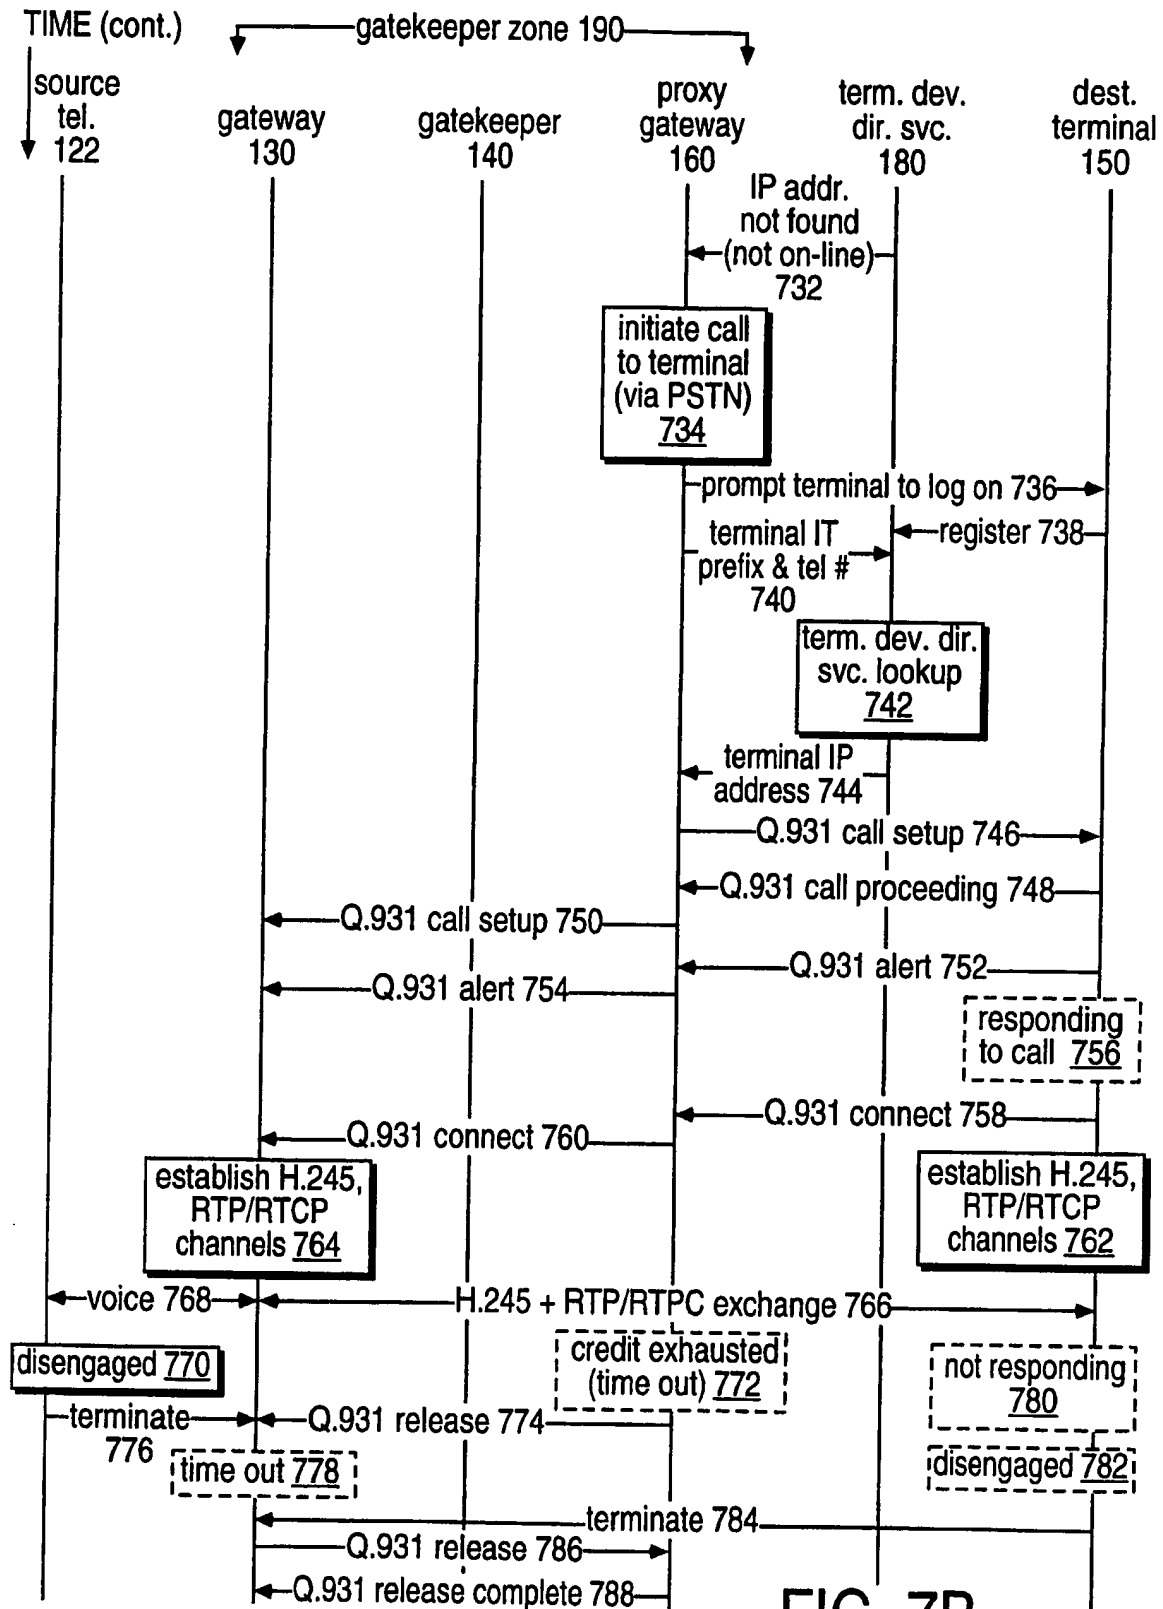 TIME (cont.)
gatekeeper zone 190
source
tel.
122
gateway
130
gatekeeper
140
proxy
gateway
160
term. dev.
dir. svc.
180
dest.
terminal
150
IP addr.
not found
(not on-line)
732
initiate call
to terminal
(via PSTN)
734
prompt terminal to log on 736
register 738
terminal IT
prefix & tel #
740
term. dev. dir.
svc. lookup
742
terminal IP
address 744
Q.931 call setup 746
Q.931 call proceeding 748
Q.931 call setup 750
Q.931 alert 752
Q.931 alert 754
responding
to call 756
Q.931 connect 758
Q.931 connect 760
establish H.245,
RTP/RTCP
channels 764
establish H.245,
RTP/RTCP
channels 762
voice 768
H.245 + RTP/RTPC exchange 766
disengaged 770
credit exhausted
(time out) 772
not responding
780
terminate
776
Q.931 release 774
time out 778
disengaged 782
terminate 784
Q.931 release 786
Q.931 release complete 788
FIG. 7B